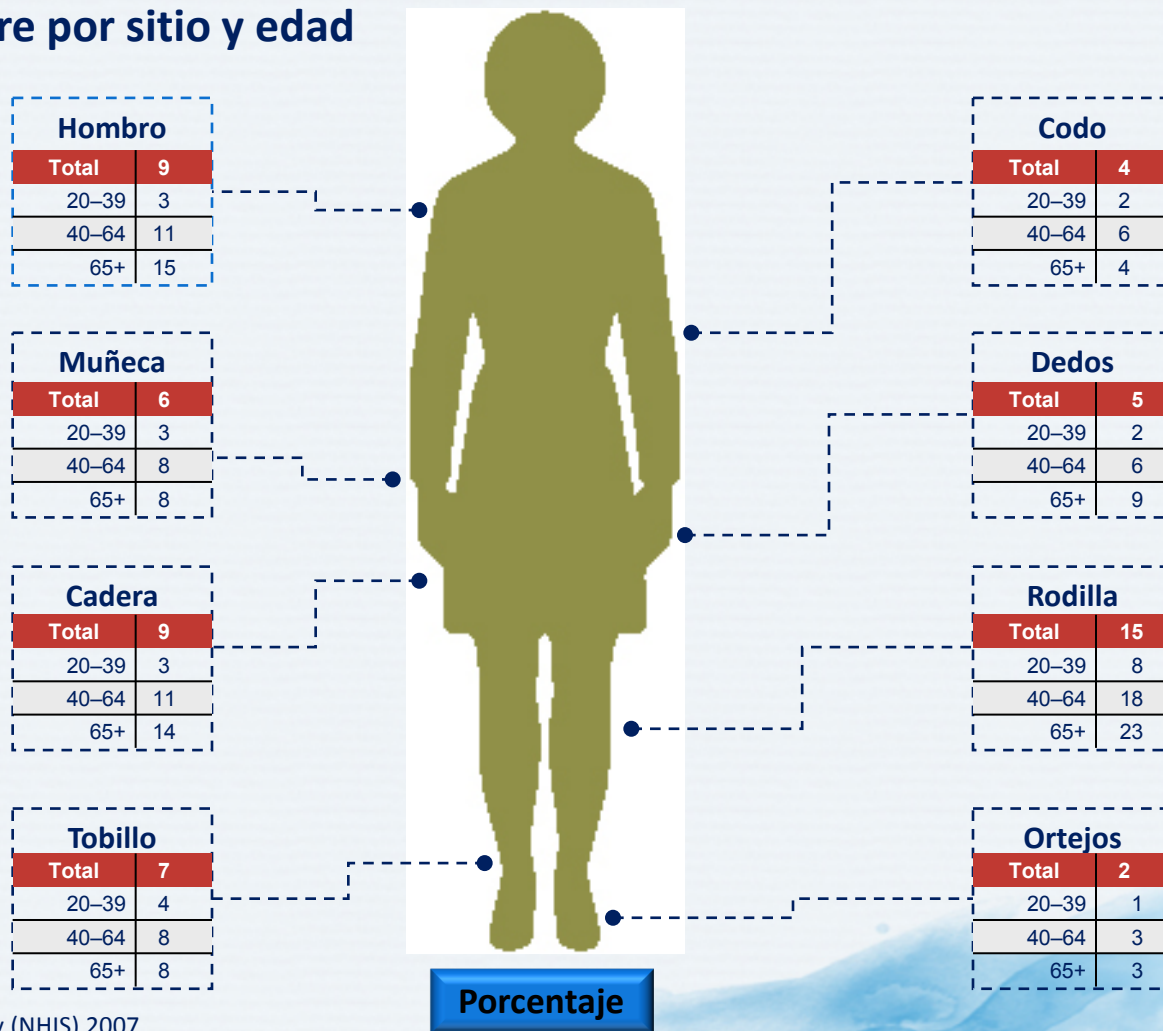 re por sitio y edad
Hombro
Total 9
20–39 3
40–64 11
65+ 15
Muñeca
Total 6
20–39 3
40–64 8
65+ 8
Cadera
Total 9
20–39 3
40–64 11
65+ 14
Tobillo
Total 7
20–39 4
40–64 8
65+ 8
Codo
Total 4
20–39 2
40–64 6
65+ 4
Dedos
Total 5
20–39 2
40–64 6
65+ 9
Rodilla
Total 15
20–39 8
40–64 18
65+ 23
Ortejos
Total 2
20–39 1
40–64 3
65+ 3
Porcentaje
y (NHIS) 2007